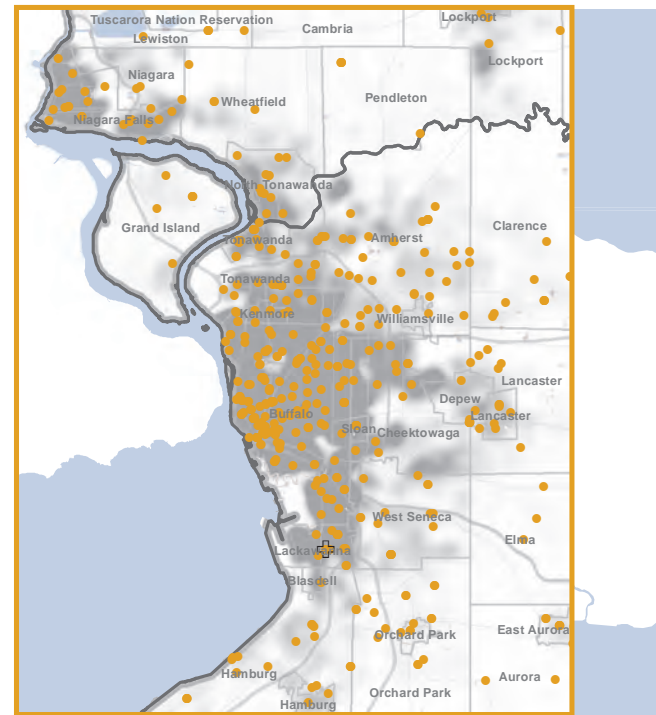 Tuscarora Nation Reservation
Lockport
Cambria
Lewiston
Lockport
Niagara
Wheatfield
Pendleton
Niagara Falls
North Tonawanda
Grand Island
Clarence
Tonawanda
Amherst
Tonawanda
Kenmore
Williamsville
Lancaster
Depew
Buffalo
Lancaster
Sloan
Cheektowaga
West Seneca
Elma
Lackawanna
Blasdell
East Aurora
Orchard Park
Hamburg
Aurora
Orchard Park
Hamburg